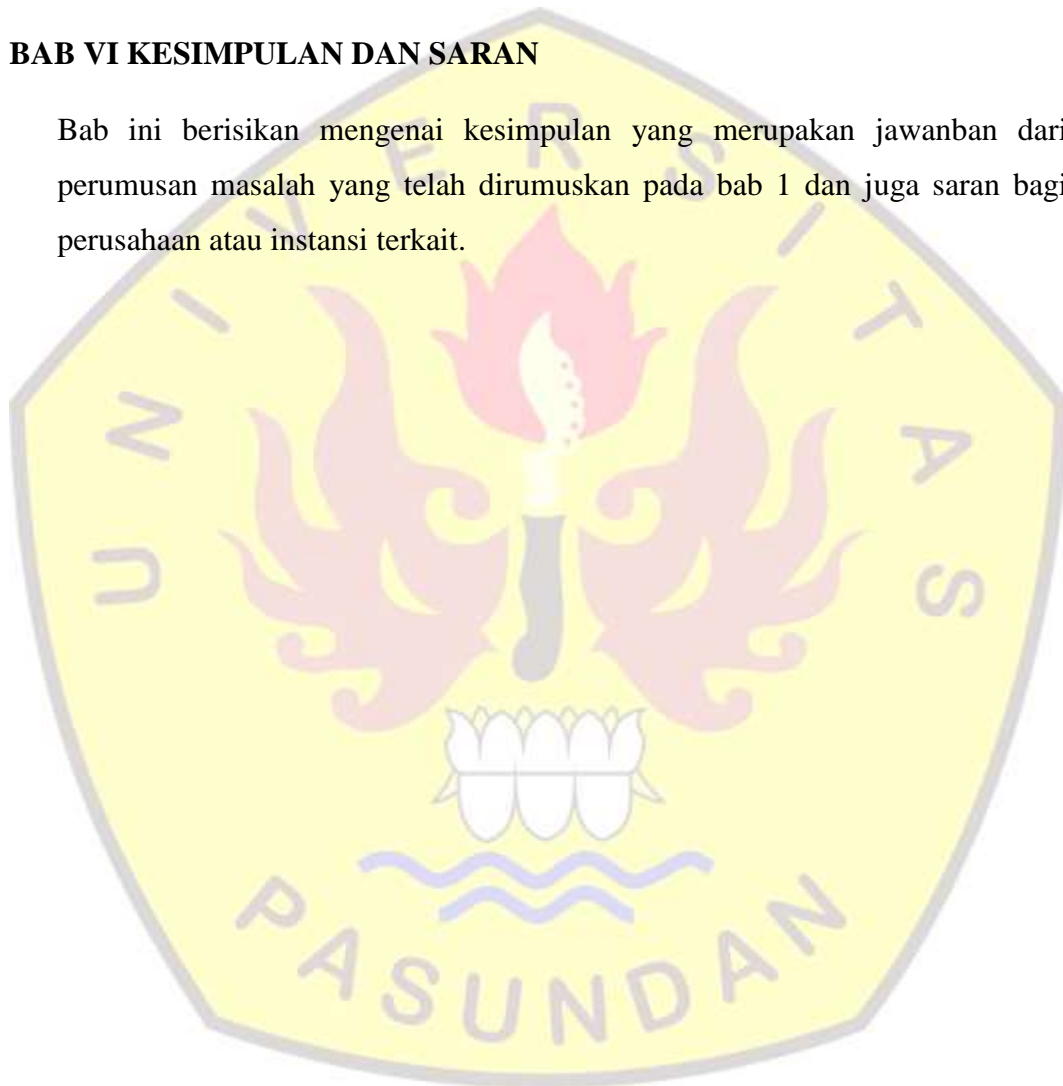 BAB VI KESIMPULAN DAN SARAN
Bab ini berisikan mengenai kesimpulan yang merupakan jawanban dari
perumusan masalah yang telah dirumuskan pada bab 1 dan juga saran bagi
perusahaan atau instansi terkait.
UNIVERSITAS
PASUNDAN